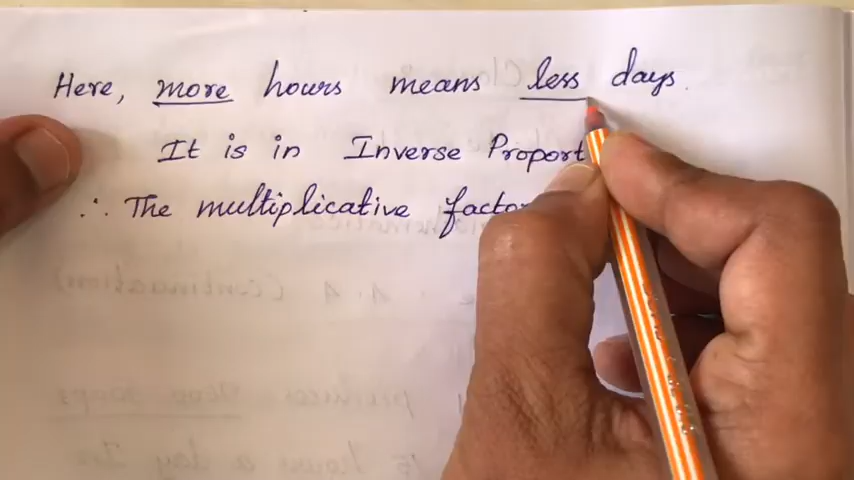 Here, more hours means less days.
It is in Inverse Proport
∴ The multiplicative factor